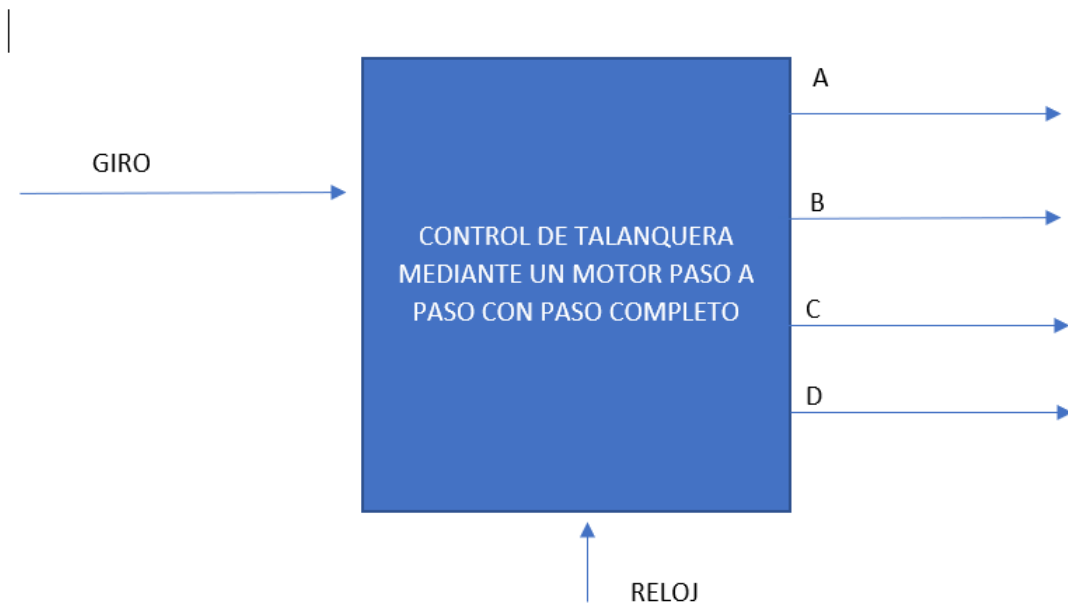 A
GIRO
B
CONTROL DE TALANQUERA
MEDIANTE UN MOTOR PASO A
PASO CON PASO COMPLETO
C
D
RELOJ